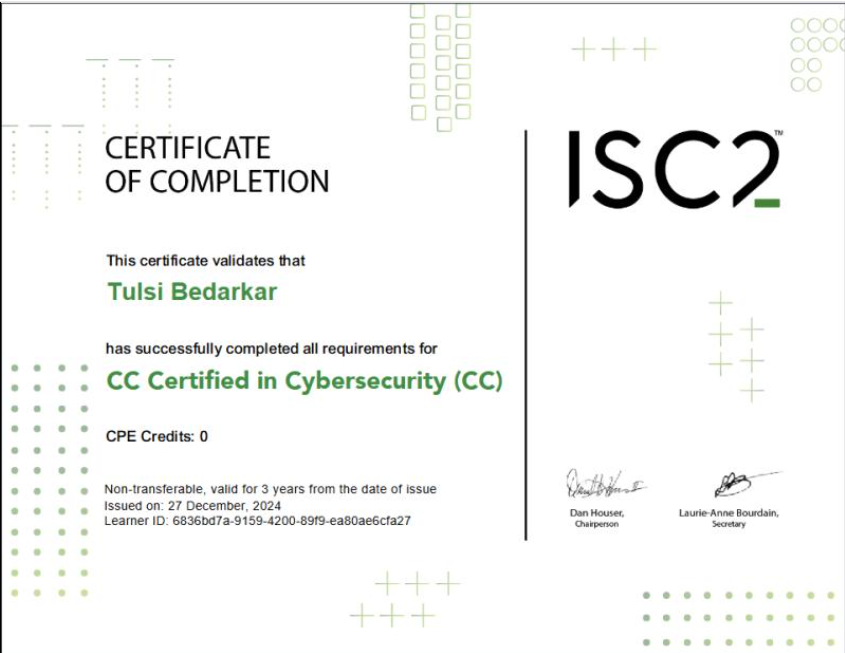 CERTIFICATE
OF COMPLETION
This certificate validates that
Tulsi Bedarkar
has successfully completed all requirements for
CC Certified in Cybersecurity (CC)
CPE Credits: 0
Non-transferable, valid for 3 years from the date of issue
Issued on: 27 December, 2024
Learner ID: 6836bd7a-9159-4200-89f9-ea80ae6cfa27
ISC2™
Dan Houser,
Chairperson
Laurie-Anne Bourdain,
Secretary